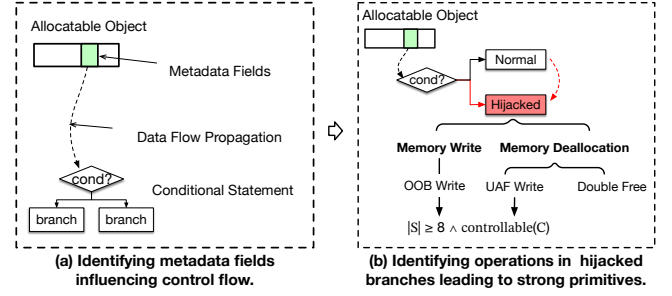 Allocatable Object
Metadata Fields
Data Flow Propagation
cond?
Conditional Statement
branch
branch
(a) Identifying metadata fields
influencing control flow.
Allocatable Object
cond?
Normal
Hijacked
Memory Write
Memory Deallocation
OOB Write
UAF Write
Double Free
|S| ≥ 8 ∧ controllable(C)
(b) Identifying operations in hijacked
branches leading to strong primitives.